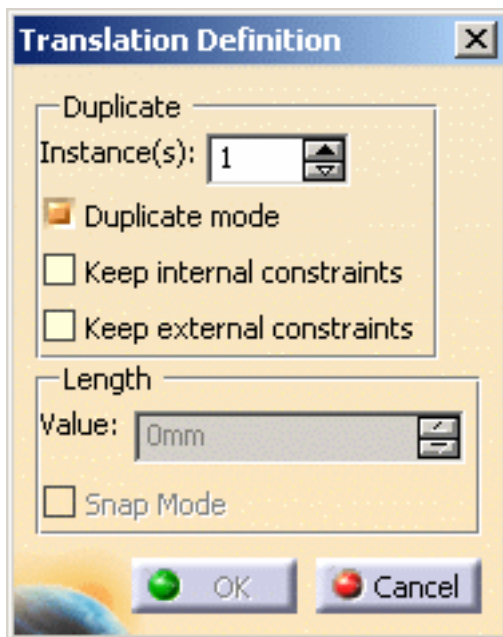 Translation Definition
Duplicate
Instance(s): 1
Duplicate mode
Keep internal constraints
Keep external constraints
Length
Value: 0mm
Snap Mode
OK Cancel